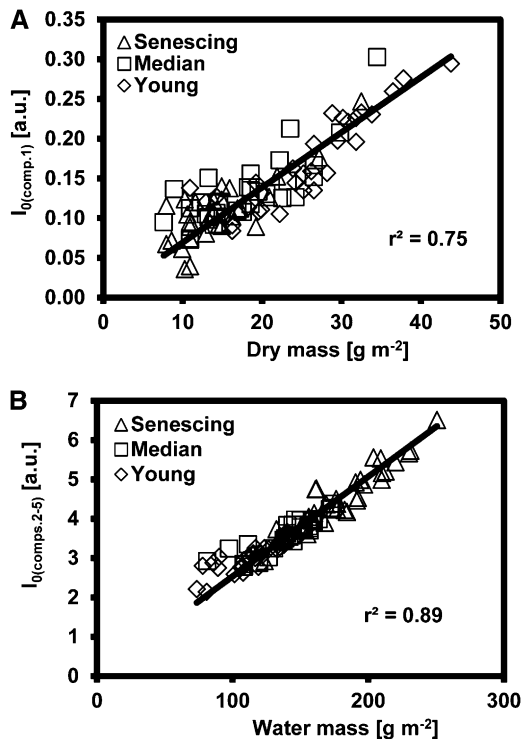 A
0.35
0.30
0.25
0.20
0.15
0.10
0.05
0.00
I0(comp.1) [a.u.]
Senescing
Median
Young
r² = 0.75
0 10 20 30 40 50
Dry mass [g m-2]
B
7
6
5
4
3
2
1
0
I0(comps.2-5) [a.u.]
Senescing
Median
Young
r² = 0.89
0 100 200 300
Water mass [g m-2]